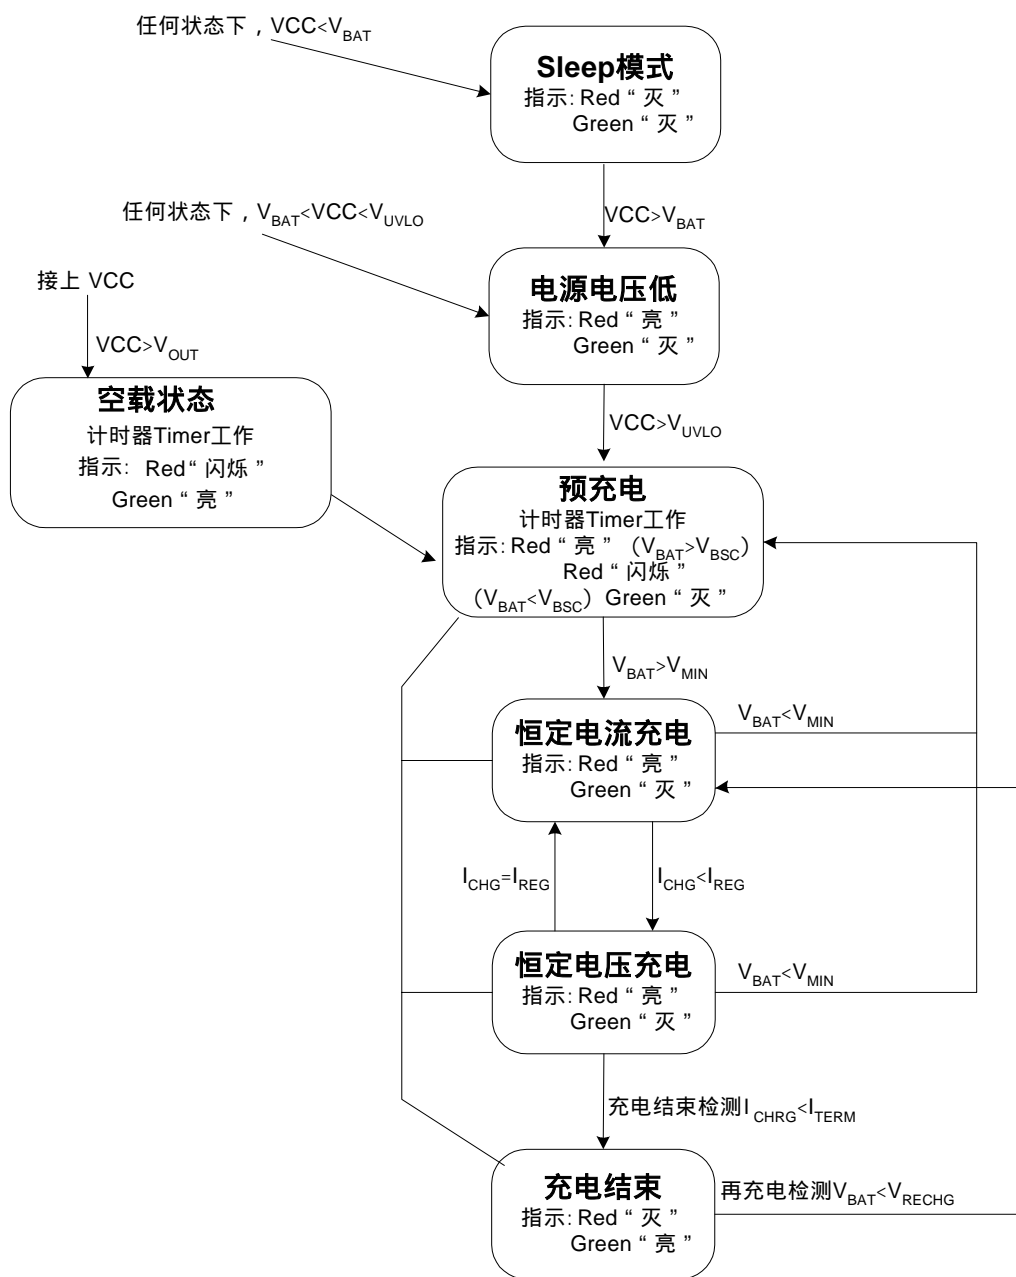 任何状态下，VCC<VBAT
Sleep模式
指示: Red“灭”
Green“灭”
VCC>VBAT
任何状态下，VBAT<VCC<VUVLO
电源电压低
指示: Red“亮”
Green“灭”
接上 VCC
VCC>VOUT
空载状态
计时器Timer工作
指示: Red“闪烁”
Green“亮”
VCC>VUVLO
预充电
计时器Timer工作
指示: Red“亮”（VBAT>VBSC）
Red“闪烁”
（VBAT<VBSC）Green“灭”
VBAT>VMIN
恒定电流充电
指示: Red“亮”
Green“灭”
VBAT<VMIN
ICHG=IREG
ICHG<IREG
恒定电压充电
指示: Red“亮”
Green“灭”
VBAT<VMIN
充电结束检测ICHRG<ITERM
充电结束
指示: Red“灭”
Green“亮”
再充电检测VBAT<VRECHG